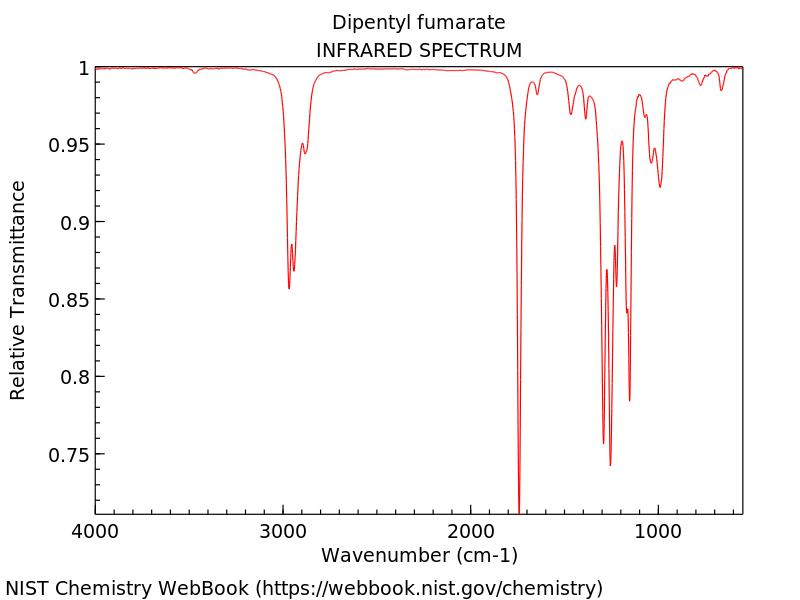 Dipentyl fumarate
INFRARED SPECTRUM
1
0.95
0.9
0.85
0.8
0.75
Relative Transmittance
4000 3000 2000 1000
Wavenumber (cm-1)
NIST Chemistry WebBook (https://webbook.nist.gov/chemistry)